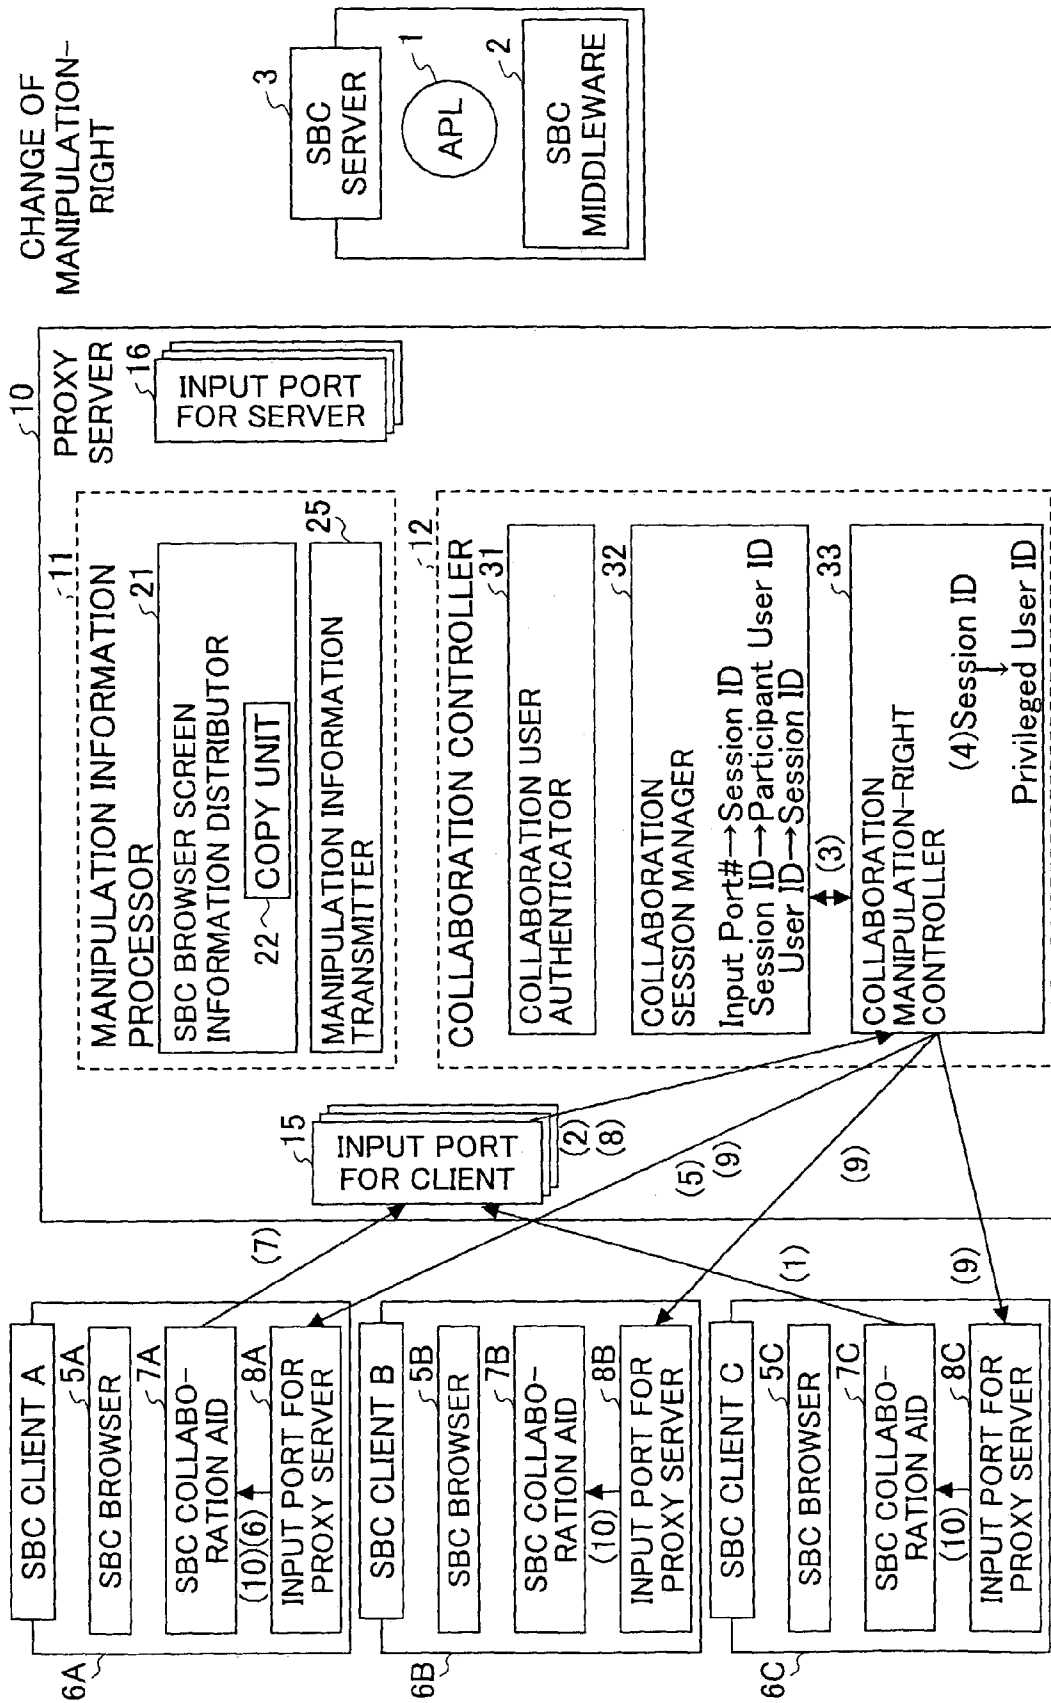 CHANGE OF
MANIPULATION-
RIGHT
SBC CLIENT A
6A
5A
SBC BROWSER
7A
SBC COLLABO-
RATION AID
(10)(6)
8A
INPUT PORT FOR
PROXY SERVER
SBC CLIENT B
6B
5B
SBC BROWSER
7B
SBC COLLABO-
RATION AID
(10)
8B
INPUT PORT FOR
PROXY SERVER
SBC CLIENT C
6C
5C
SBC BROWSER
7C
SBC COLLABO-
RATION AID
(10)
8C
INPUT PORT FOR
PROXY SERVER
(7)
(1)
(9)
(9)
(5)
(9)
(2)
(8)
15
INPUT PORT
FOR CLIENT
10
PROXY
SERVER
11
MANIPULATION INFORMATION
PROCESSOR
21
SBC BROWSER SCREEN
INFORMATION DISTRIBUTOR
22
COPY UNIT
25
MANIPULATION INFORMATION
TRANSMITTER
12
COLLABORATION CONTROLLER
31
COLLABORATION USER
AUTHENTICATOR
32
COLLABORATION
SESSION MANAGER
Input Port#→Session ID
Session ID→Participant User ID
User ID→Session ID
(3)
33
COLLABORATION
MANIPULATION-RIGHT
CONTROLLER
(4)Session ID
↓
Privileged User ID
16
INPUT PORT
FOR SERVER
3
SBC
SERVER
1
APL
2
SBC
MIDDLEWARE